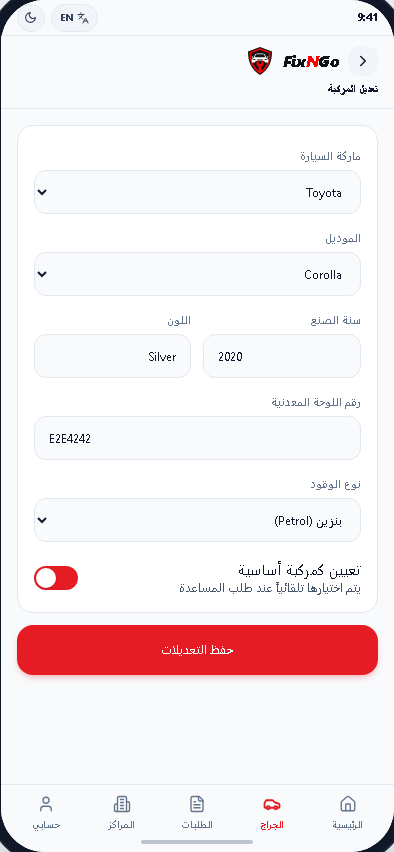 9:41
EN
FixNGo
تعديل المركبة
ماركة السيارة
Toyota
الموديل
Corolla
سنة الصنع
اللون
2020
Silver
رقم اللوحة المعدنية
E2E4242
نوع الوقود
بنزين (Petrol)
تعيين كمركبة أساسية
يتم اختيارها تلقائياً عند طلب المساعدة
حفظ التعديلات
الرئيسية
الجراج
الطلبات
المراكز
حسابي